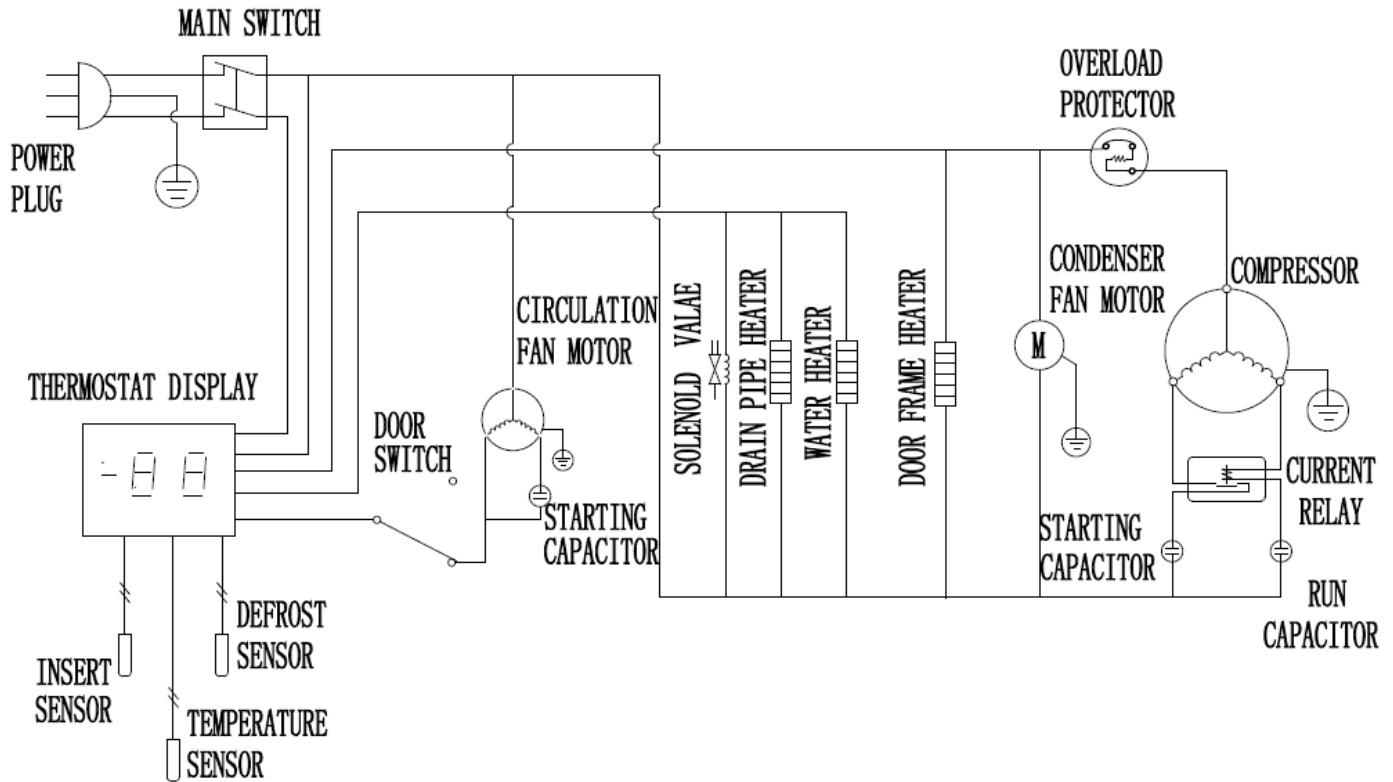 MAIN SWITCH
OVERLOAD
PROTECTOR
POWER
PLUG
CONDENSER
FAN MOTOR
COMPRESSOR
CIRCULATION
FAN MOTOR
SOLENOID VALAE
DRAIN PIPE HEATER
WATER HEATER
DOOR FRAME HEATER
M
THERMOSTAT DISPLAY
DOOR
SWITCH
-88
CURRENT
RELAY
STARTING
CAPACITOR
STARTING
CAPACITOR
RUN
CAPACITOR
DEFROST
SENSOR
INSERT
SENSOR
TEMPERATURE
SENSOR